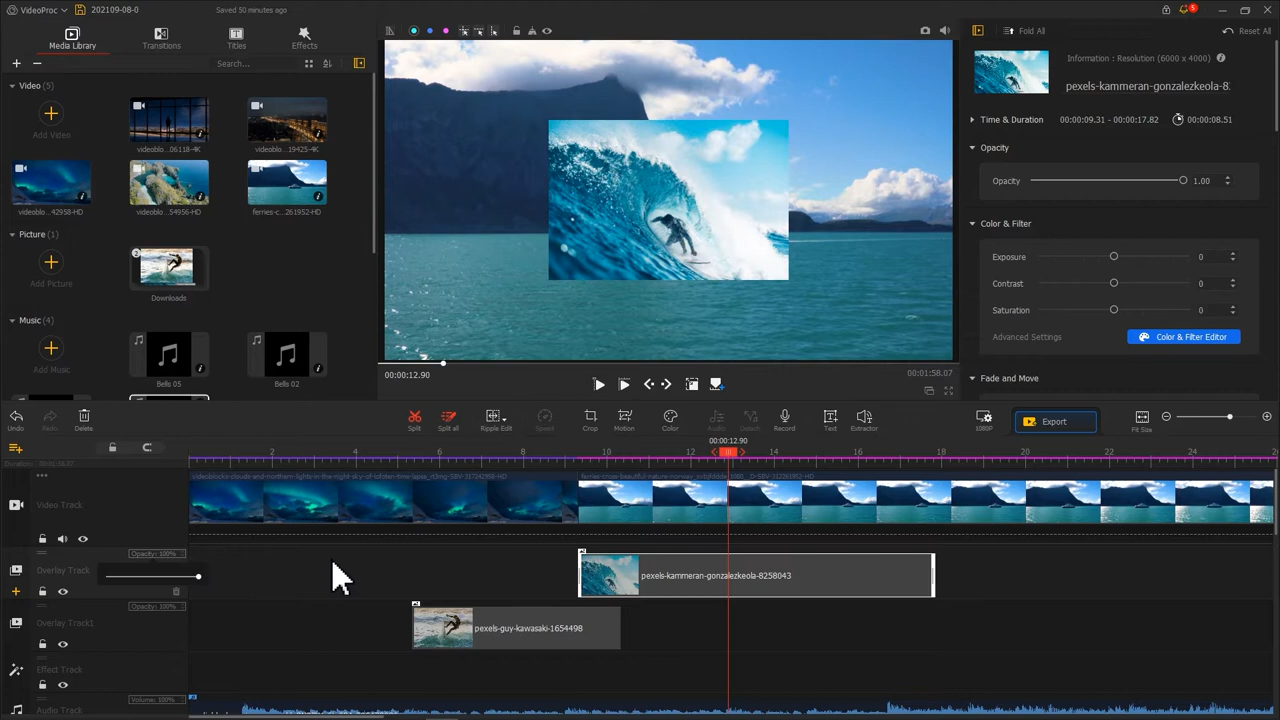 VideoProc
202109-08-0
Saved 50 minutes ago
5
Media Library
Transitions
Titles
Effects
Search...
Video (5)
Add Video
videoblo...06118-4K
videoblo...19425-4K
videoblo...42958-HD
videoblo...54956-HD
ferries-c...261952-HD
Picture (1)
Add Picture
2
Downloads
Music (4)
Add Music
Bells 05
Bells 02
00:00:12.90
00:01:58.07
Fold All
Reset All
Information : Resolution (6000 x 4000)
pexels-kammeran-gonzalezkeola-8.
Time & Duration
00:00:09.31 - 00:00:17.82
00:00:08.51
Opacity
Opacity
1.00
Color & Filter
Exposure
0
Contrast
0
Saturation
0
Advanced Settings
Color & Filter Editor
Fade and Move
Undo
Redo
Delete
Split
Split all
Ripple Edit
Speed
Crop
Motion
Color
Audio
Detach
Record
Text
Extractor
1080P
Export
Fit Size
00:00:12.90
2
4
6
8
10
12
14
16
18
20
22
24
26
Video Track
Opacity: 100%
Overlay Track
pexels-kammeran-gonzalezkeola-8258043
Opacity: 100%
Overlay Track1
pexels-guy-kawasaki-1654498
Effect Track
Volume: 100%
Audio Track